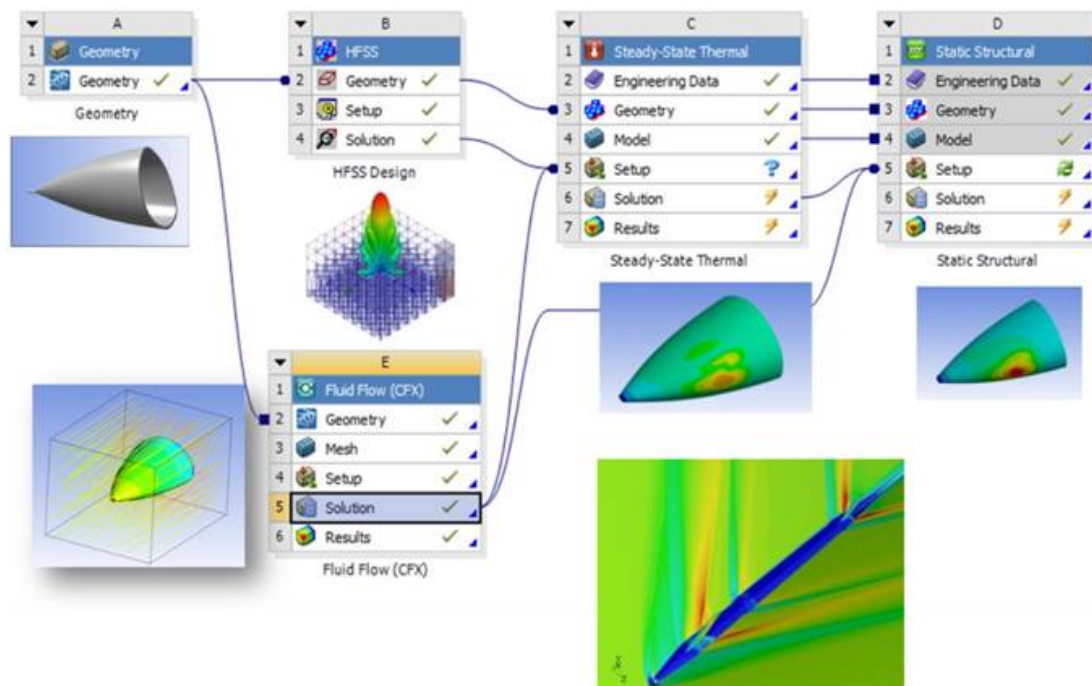 A
1 Geometry
2 Geometry
Geometry
B
1 HFSS
2 Geometry
3 Setup
4 Solution
HFSS Design
C
1 Steady-State Thermal
2 Engineering Data
3 Geometry
4 Model
5 Setup ?
6 Solution
7 Results
Steady-State Thermal
D
1 Static Structural
2 Engineering Data
3 Geometry
4 Model
5 Setup
6 Solution
7 Results
Static Structural
E
1 Fluid Flow (CFX)
2 Geometry
3 Mesh
4 Setup
5 Solution
6 Results
Fluid Flow (CFX)